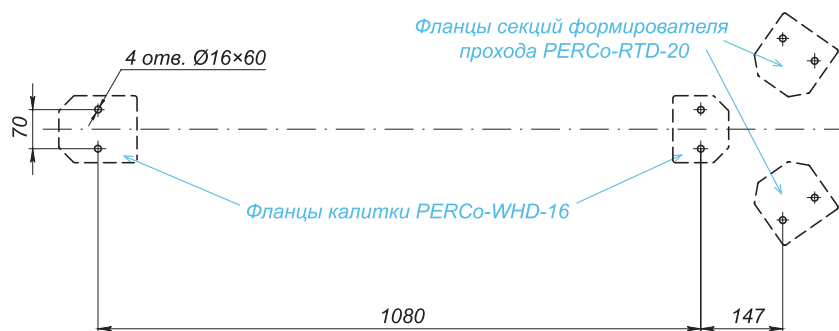 Фланцы секций формирователя
прохода PERCo-RTD-20
4 отв. Ø16×60
70
Фланцы калитки PERCo-WHD-16
1080
147